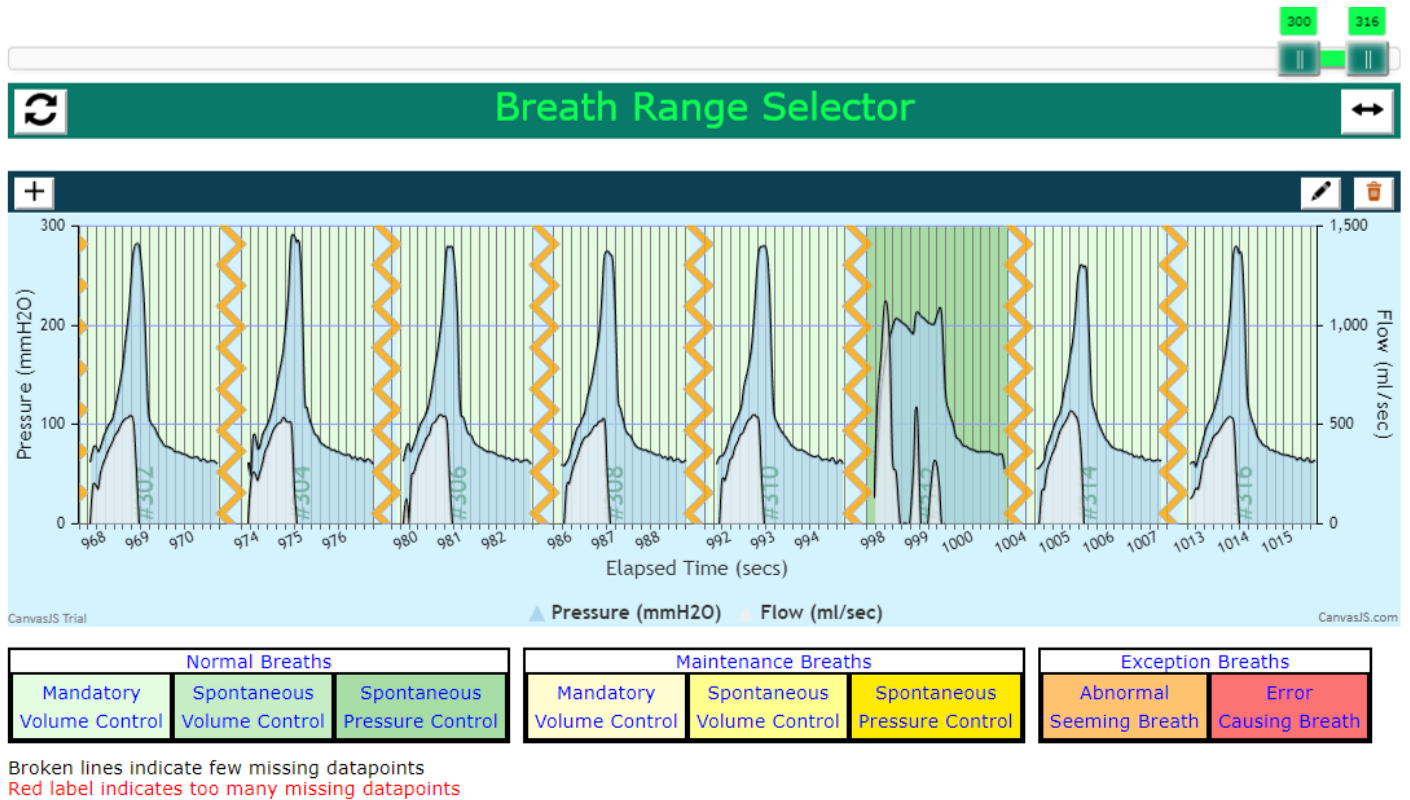 300 316
Breath Range Selector
+
300 1,500
200 1,000
100 500
0 0
Pressure (mmH2O)
Flow (ml/sec)
#302 #304 #306 #308 #310 #312 #314 #316
968 969 970 974 975 976 980 981 982 986 987 988 992 993 994 998 999 1000 1004 1005 1006 1007 1013 1014 1015
Elapsed Time (secs)
Pressure (mmH2O) Flow (ml/sec)
CanvasJS Trial CanvasJS.com
Normal Breaths Maintenance Breaths Exception Breaths
Mandatory Spontaneous Spontaneous Mandatory Spontaneous Spontaneous Abnormal Error
Volume Control Volume Control Pressure Control Volume Control Volume Control Pressure Control Seeming Breath Causing Breath
Broken lines indicate few missing datapoints
Red label indicates too many missing datapoints